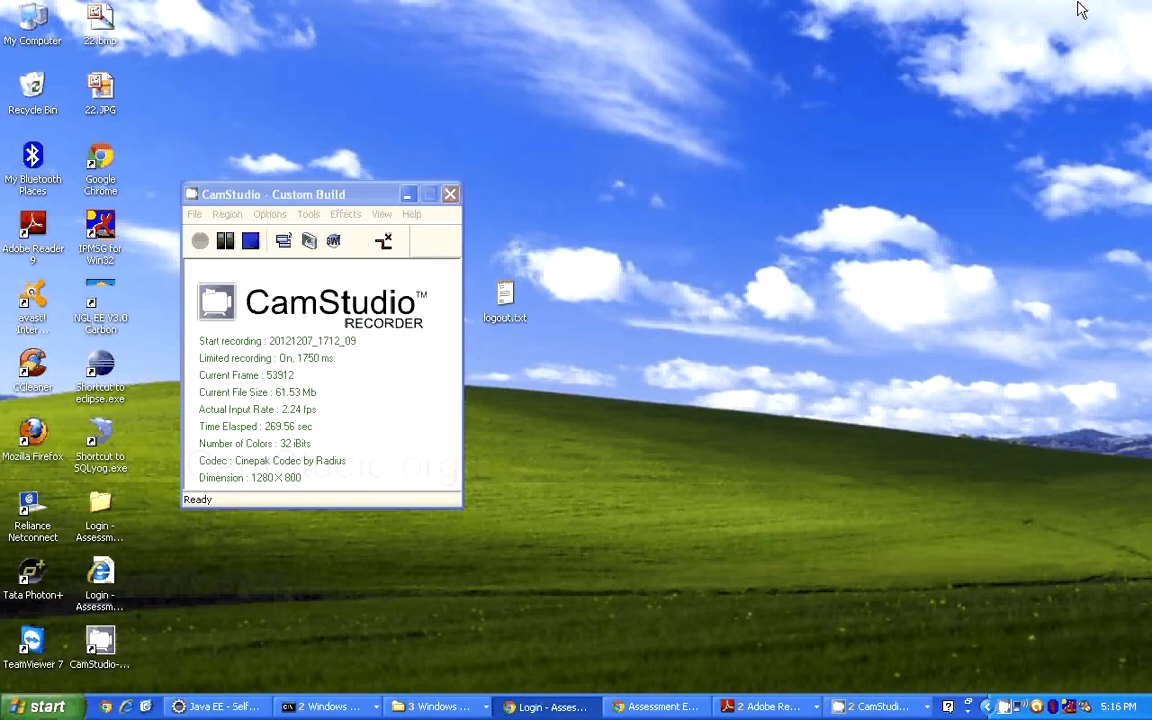 My Computer
22.bmp
Recycle Bin
22.JPG
My Bluetooth
Places
Google
Chrome
Adobe Reader
9
IPMSG for
Win32
avast!
Inter...
NGL EE V3.0
Carbon
CCleaner
Shortcut to
eclipse.exe
Mozilla Firefox
Shortcut to
SQLyog.exe
Reliance
Netconnect
Login -
Assessm...
Tata Photon+
Login -
Assessm...
TeamViewer 7
CamStudio-...
logout.txt
CamStudio - Custom Build
File Region Options Tools Effects View Help
SWF
CamStudio™
RECORDER
Start recording : 20121207_1712_09
Limited recording : On, 1750 ms.
Current Frame : 53912
Current File Size : 61.53 Mb
Actual Input Rate : 2.24 fps
Time Elasped : 269.56 sec
Number of Colors : 32 iBits
Codec : Cinepak Codec by Radius
Dimension : 1280 X 800
Ready
start
Java EE - Self...
2 Windows ...
3 Windows ...
Login - Asses...
Assessment E...
2 Adobe Re...
2 CamStudi...
5:16 PM